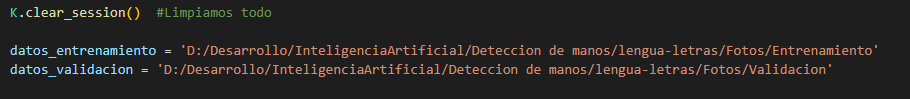 K.clear_session()  #Limpiamos todo
datos_entrenamiento = 'D:/Desarrollo/InteligenciaArtificial/Deteccion de manos/lengua-letras/Fotos/Entrenamiento'
datos_validacion = 'D:/Desarrollo/InteligenciaArtificial/Deteccion de manos/lengua-letras/Fotos/Validacion'